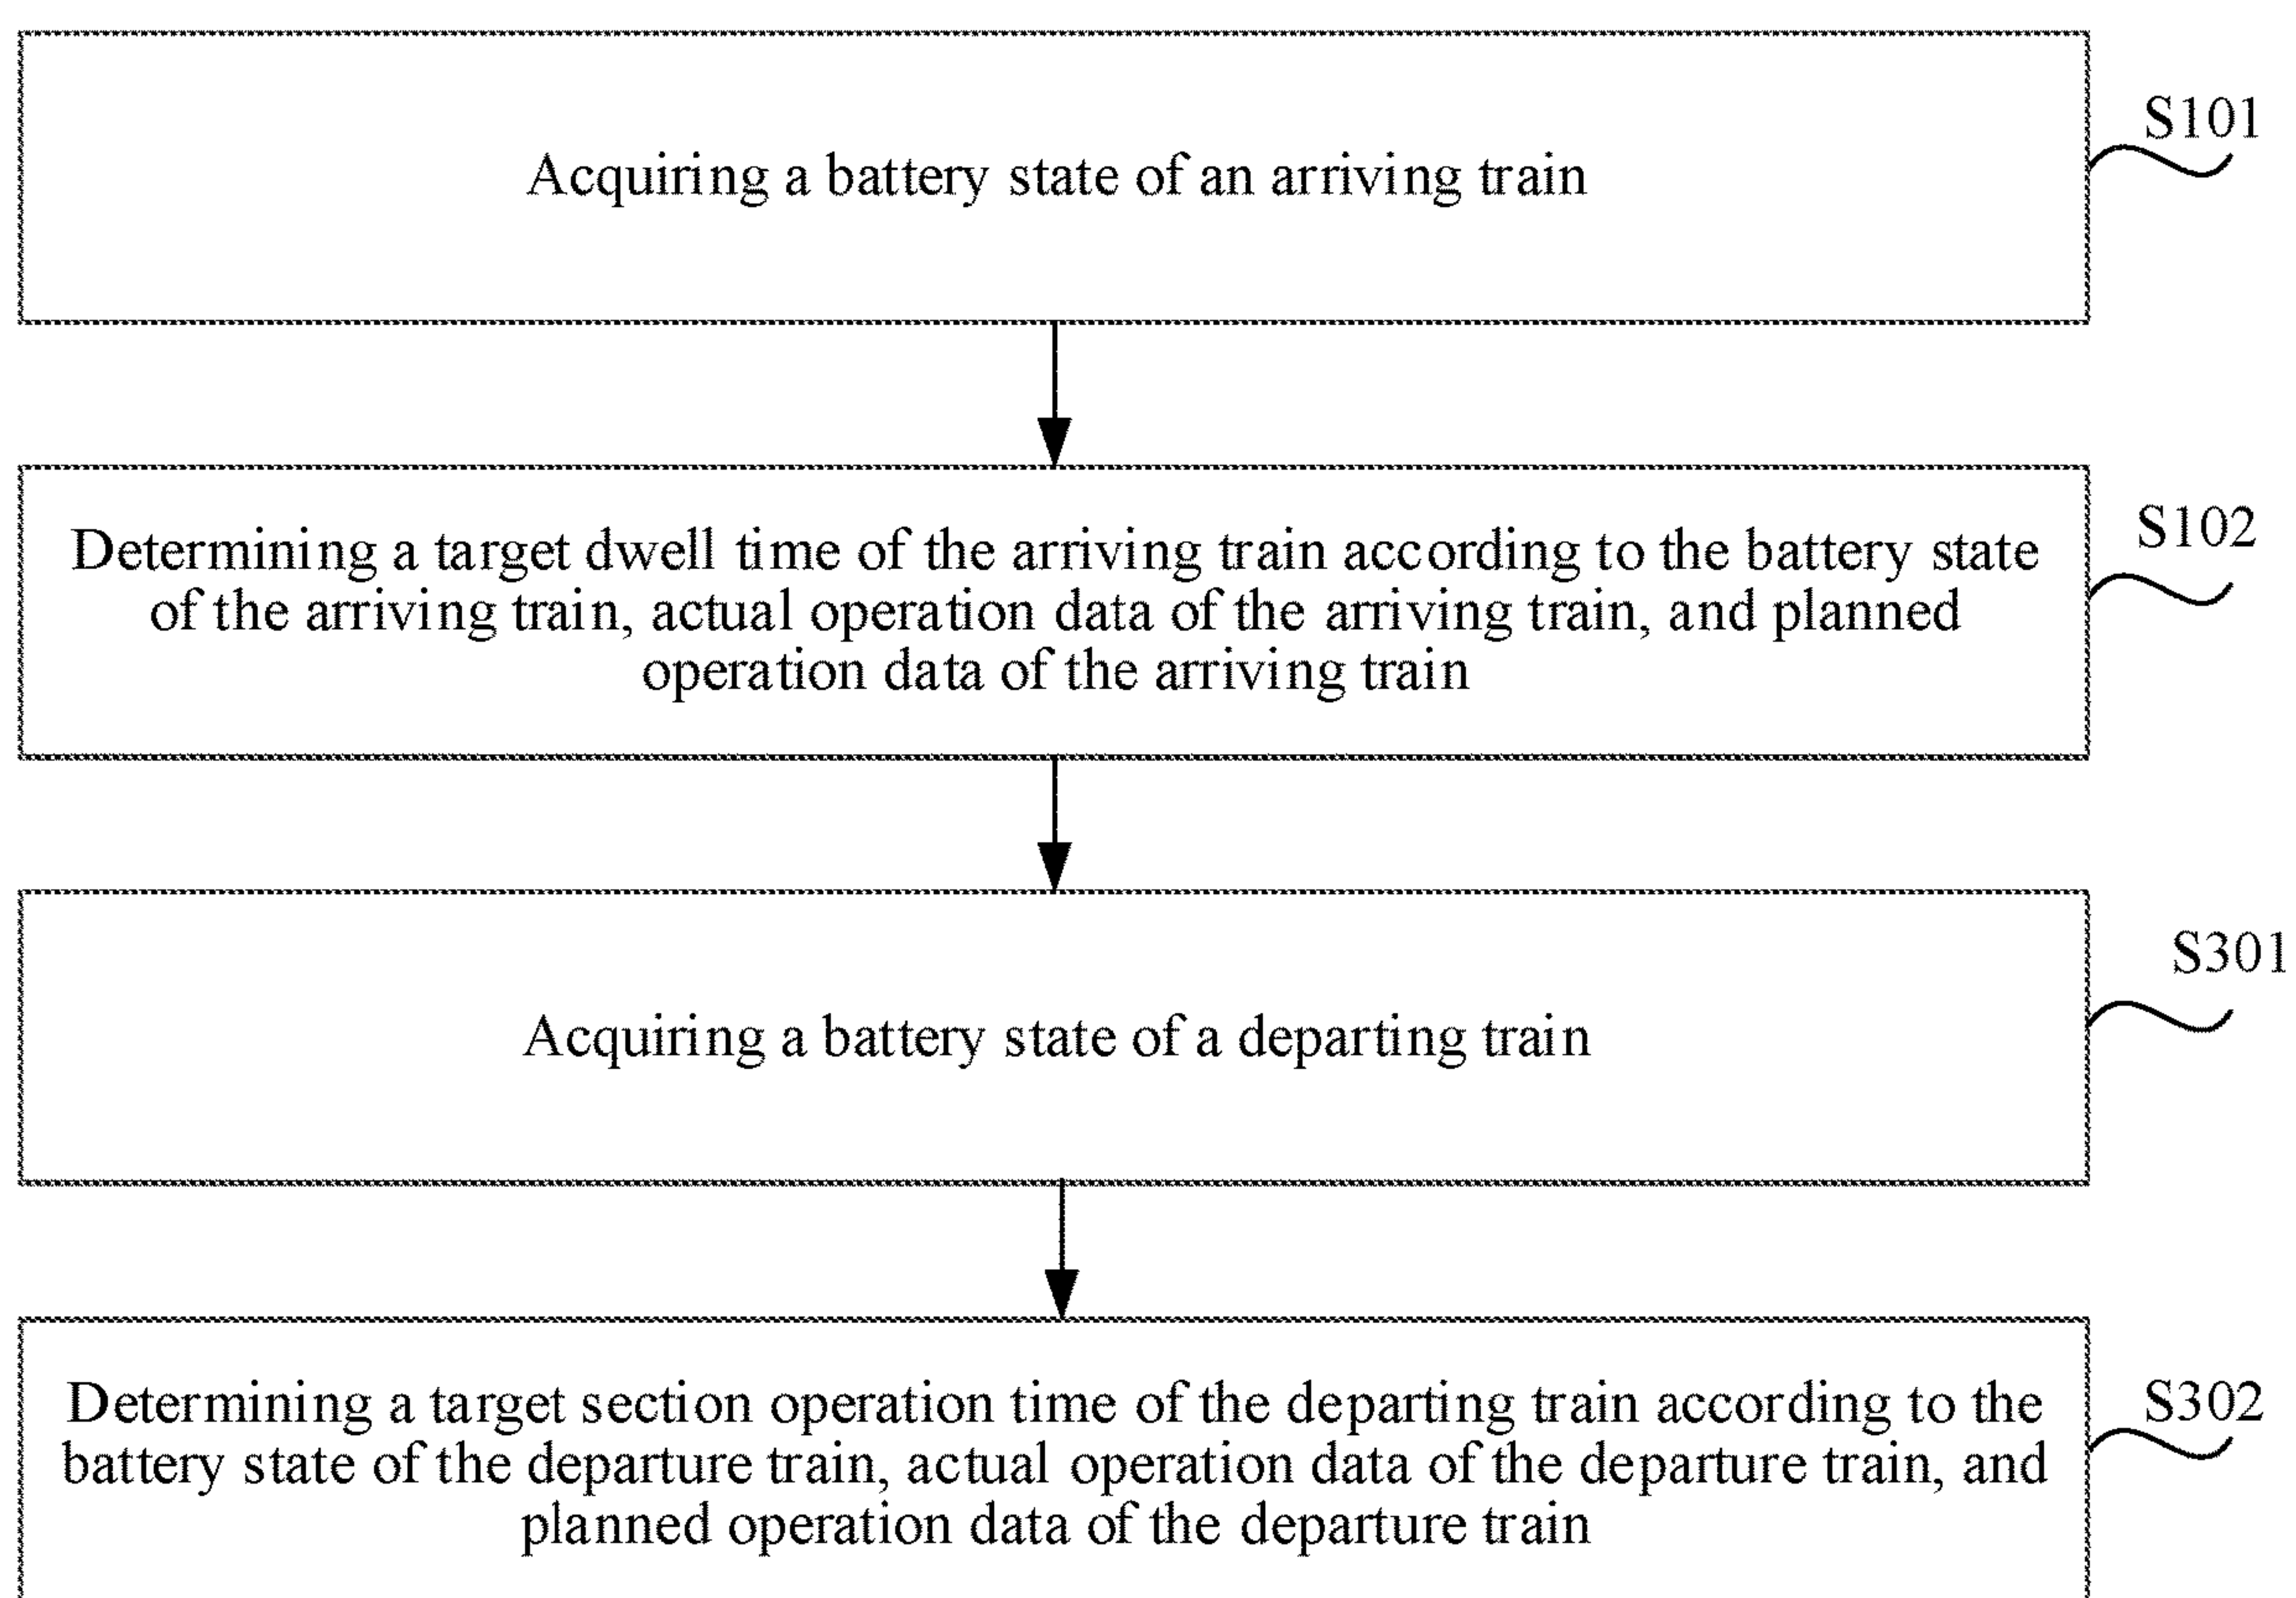 Acquiring a battery state of an arriving train
S101
Determining a target dwell time of the arriving train according to the battery state
of the arriving train, actual operation data of the arriving train, and planned
operation data of the arriving train
S102
Acquiring a battery state of a departing train
S301
Determining a target section operation time of the departing train according to the
battery state of the departure train, actual operation data of the departure train, and
planned operation data of the departure train
S302